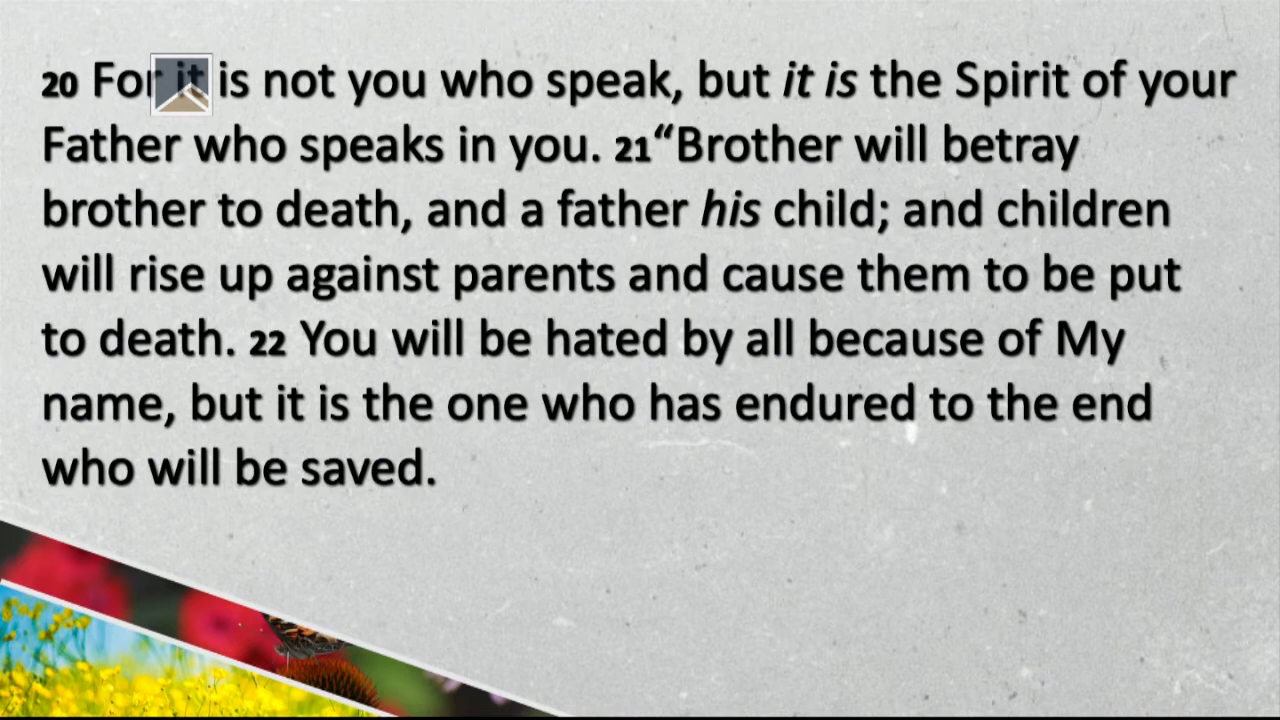 20 For it is not you who speak, but it is the Spirit of your
Father who speaks in you. 21“Brother will betray
brother to death, and a father his child; and children
will rise up against parents and cause them to be put
to death. 22 You will be hated by all because of My
name, but it is the one who has endured to the end
who will be saved.